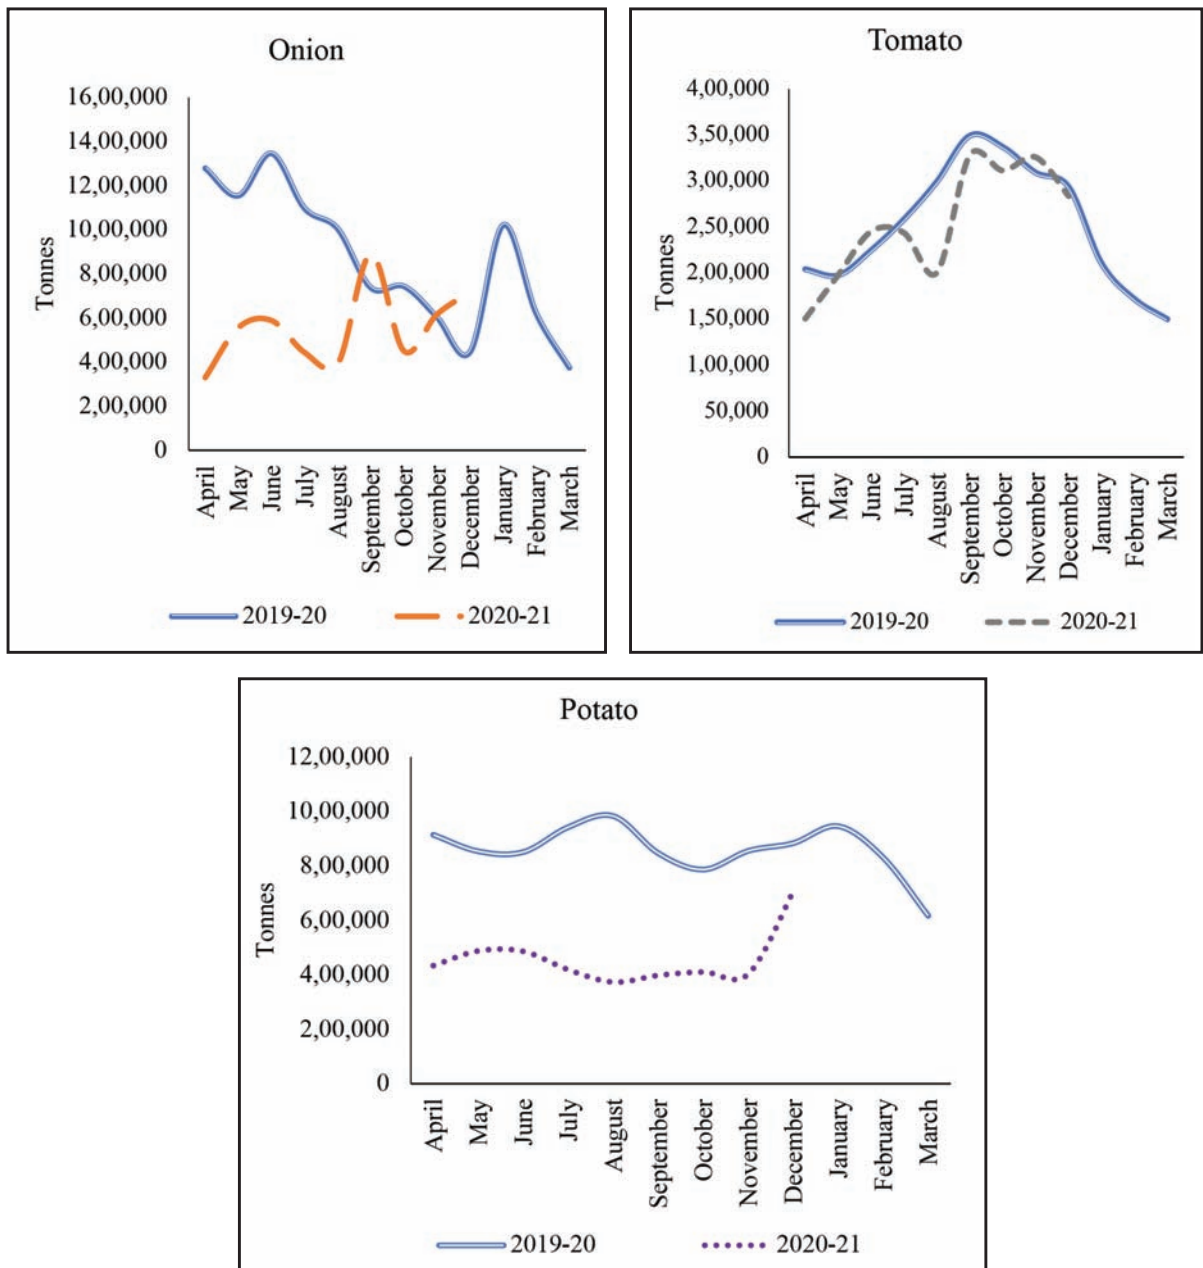 Onion
16,00,000
14,00,000
12,00,000
10,00,000
8,00,000
6,00,000
4,00,000
2,00,000
0
Tonnes
April
May
June
July
August
September
October
November
December
January
February
March
2019-20
2020-21
Tomato
4,00,000
3,50,000
3,00,000
2,50,000
2,00,000
1,50,000
1,00,000
50,000
0
Tonnes
April
May
June
July
August
September
October
November
December
January
February
March
2019-20
2020-21
Potato
12,00,000
10,00,000
8,00,000
6,00,000
4,00,000
2,00,000
0
Tonnes
April
May
June
July
August
September
October
November
December
January
February
March
2019-20
2020-21